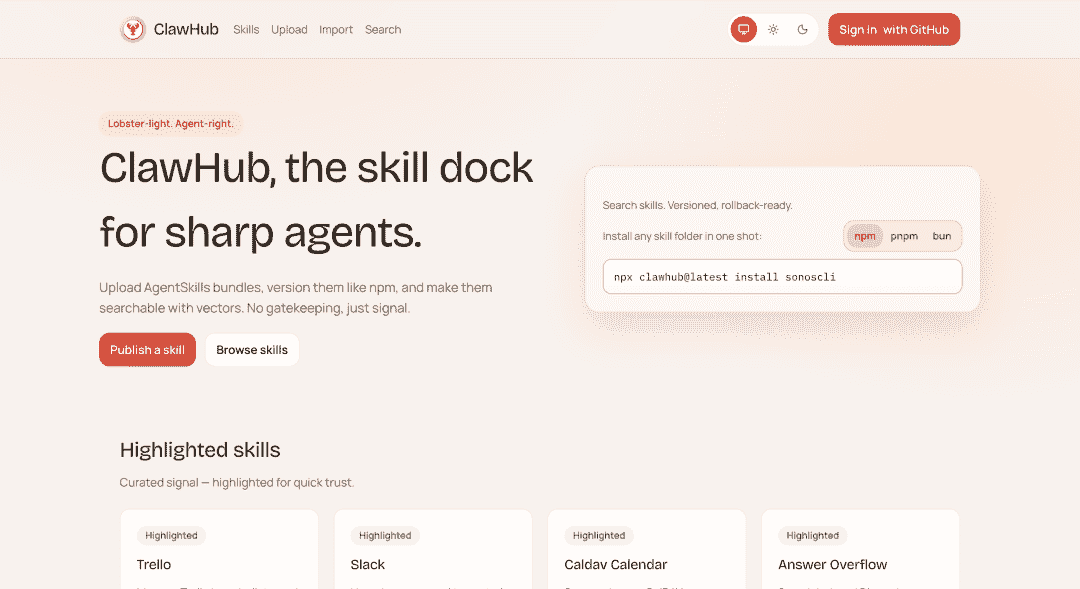 ClawHub
Skills Upload Import Search
Sign in with GitHub
Lobster-light. Agent-right.
ClawHub, the skill dock
for sharp agents.
Upload AgentSkills bundles, version them like npm, and make them
searchable with vectors. No gatekeeping, just signal.
Publish a skill Browse skills
Search skills. Versioned, rollback-ready.
Install any skill folder in one shot:
npm pnpm bun
npx clawhub@latest install sonoscli
Highlighted skills
Curated signal — highlighted for quick trust.
Highlighted
Trello
Highlighted
Slack
Highlighted
Caldav Calendar
Highlighted
Answer Overflow